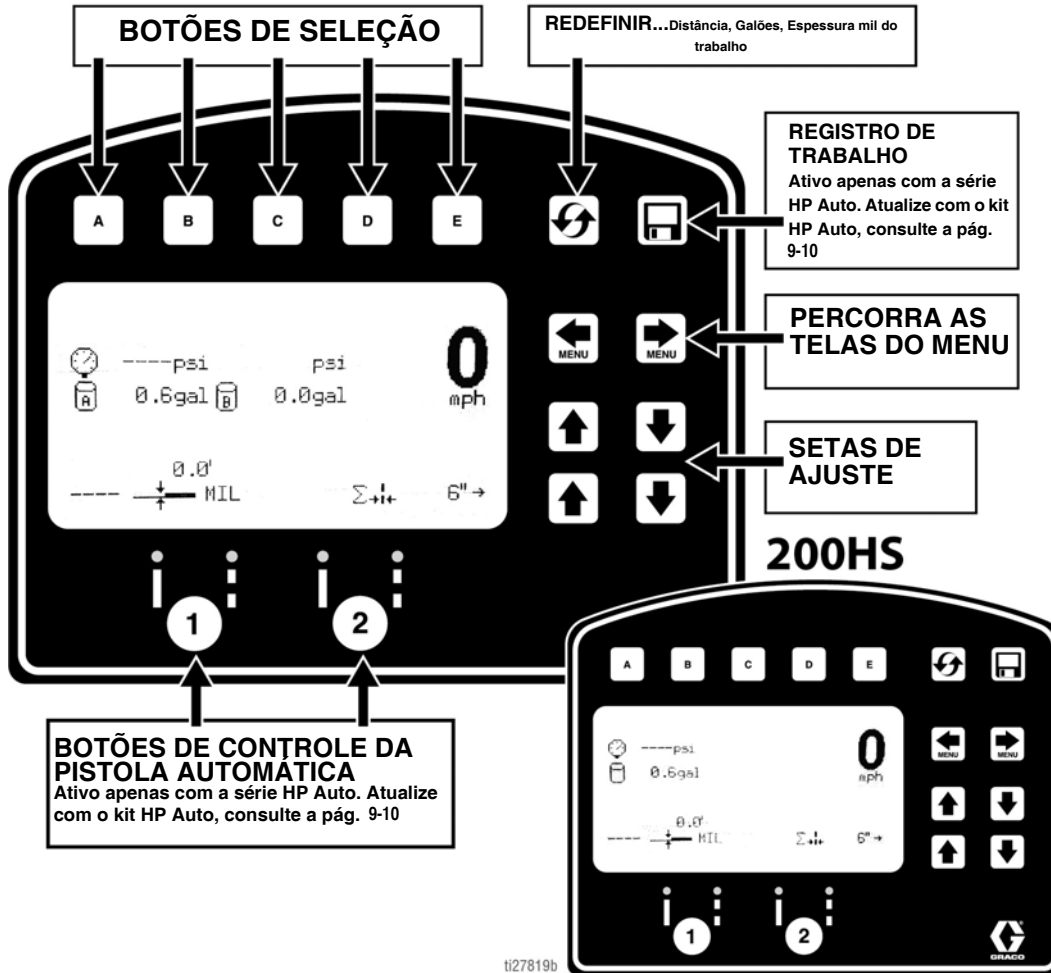 BOTÕES DE SELEÇÃO
REDEFINIR...Distância, Galões, Espessura mil do
trabalho
REGISTRO DE
TRABALHO
Ativo apenas com a série
HP Auto. Atualize com o kit
HP Auto, consulte a pág.
9-10
A B C D E
PERCORRA AS
TELAS DO MENU
MENU MENU
----psi psi
0
mph
A 0.6gal B 0.0gal
SETAS DE
AJUSTE
0.0'
---- MIL Σ 6"→
1 2
BOTÕES DE CONTROLE DA
PISTOLA AUTOMÁTICA
Ativo apenas com a série HP Auto. Atualize
com o kit HP Auto, consulte a pág. 9-10
200HS
A B C D E
MENU MENU
----psi
0
mph
0.6gal
0.0'
---- MIL Σ 6"→
1 2
GRACO
ti27819b